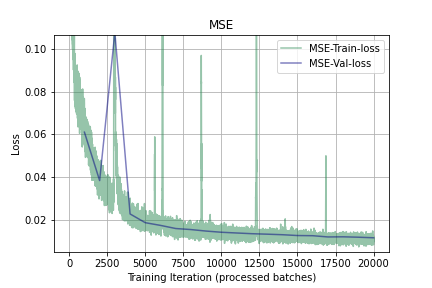 MSE
MSE-Train-loss
MSE-Val-loss
Loss
0.10
0.08
0.06
0.04
0.02
0 2500 5000 7500 10000 12500 15000 17500 20000
Training Iteration (processed batches)